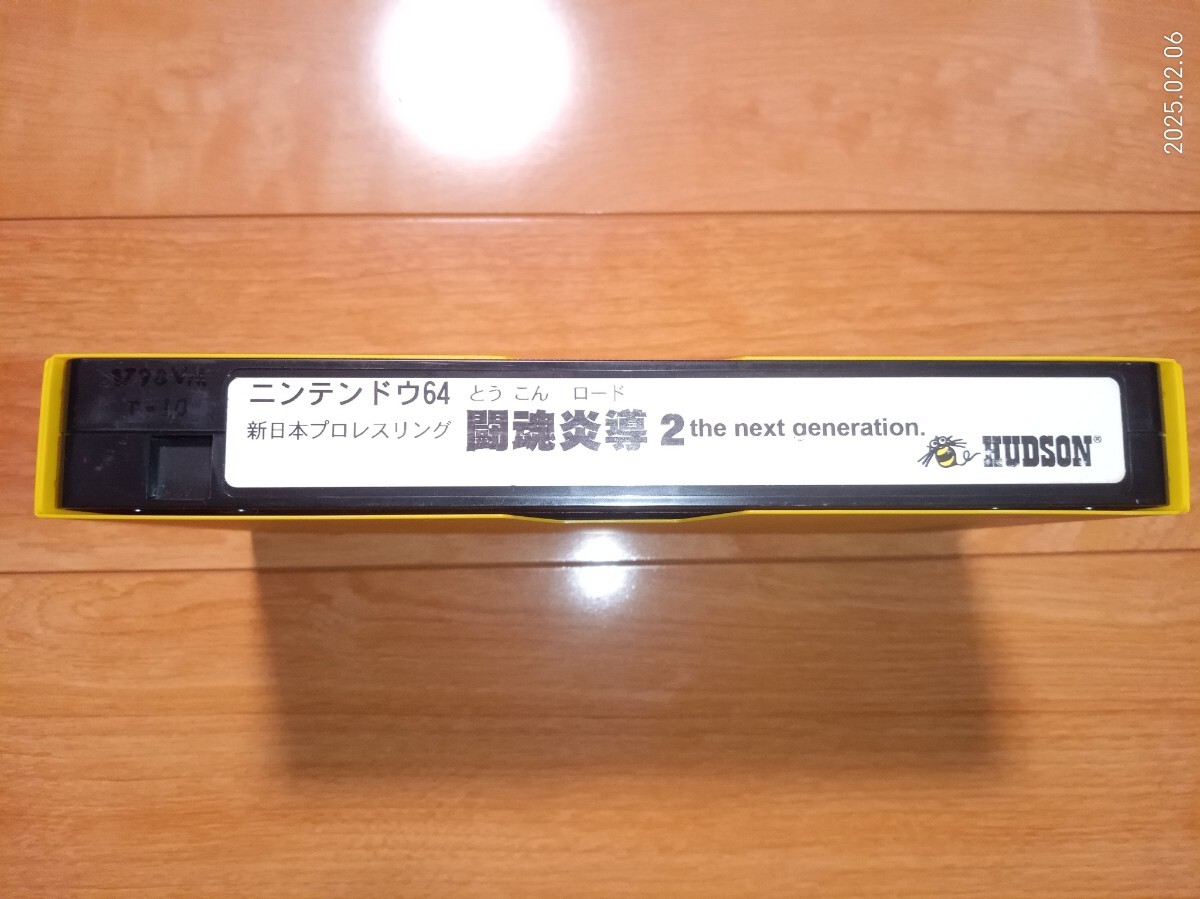 2025.02.06
ニンテンドウ64
新日本プロレスリング
とう こん ロード
闘魂炎導 2 the next generation.
HUDSON®